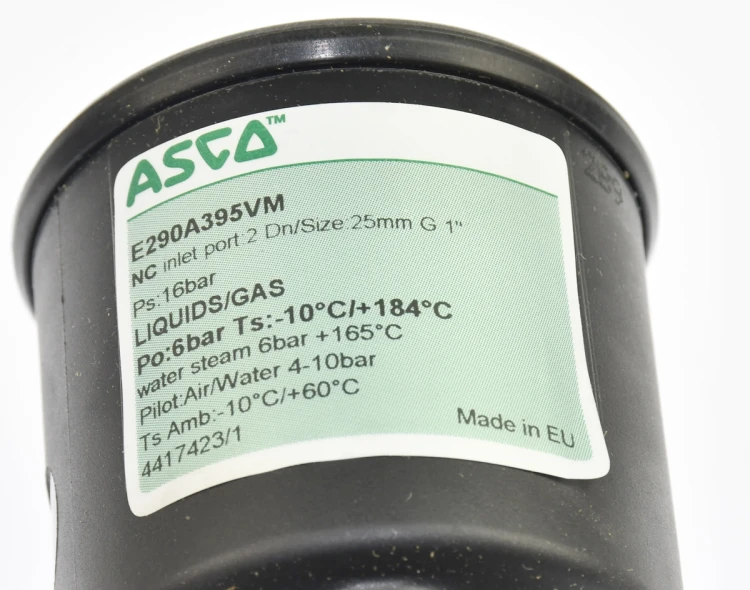 ASCO™
E290A395VM
NC inlet port:2 Dn/Size:25mm G 1"
Ps:16bar
LIQUIDS/GAS
Po:6bar Ts:-10°C/+184°C
water steam 6bar +165°C
Pilot:Air/Water 4-10bar
Ts Amb:-10°C/+60°C
4417423/1
Made in EU